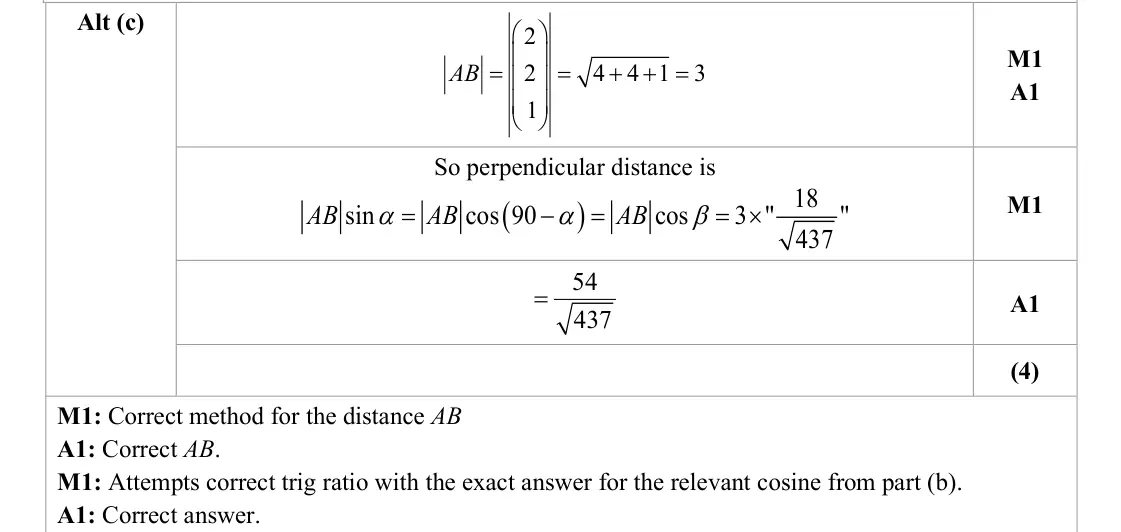 Alt (c)
|AB| = |(2 2 1)| = √4+4+1 = 3
M1
A1
So perpendicular distance is
|AB| sin α = |AB| cos(90 − α) = |AB| cos β = 3 × "18/√437"
M1
= 54/√437
A1
(4)
M1: Correct method for the distance AB
A1: Correct AB.
M1: Attempts correct trig ratio with the exact answer for the relevant cosine from part (b).
A1: Correct answer.